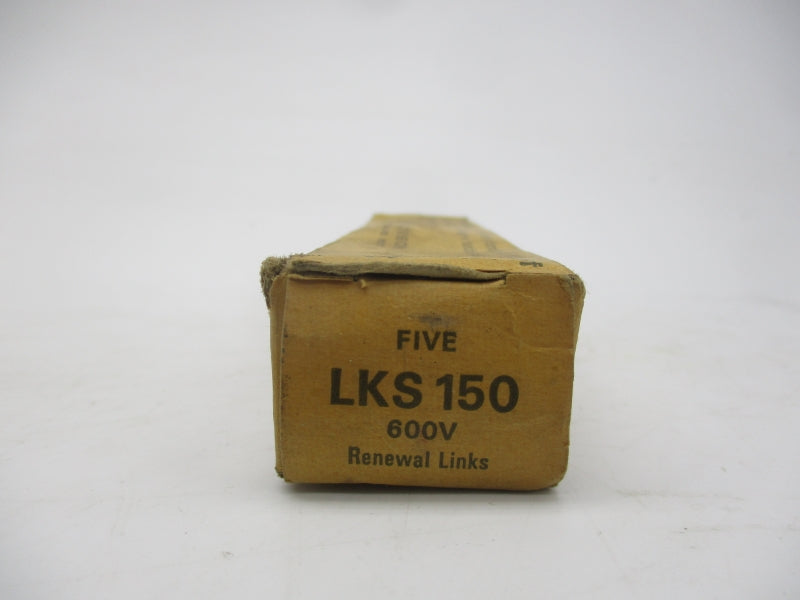 FIVE
LKS 150
600V
Renewal Links